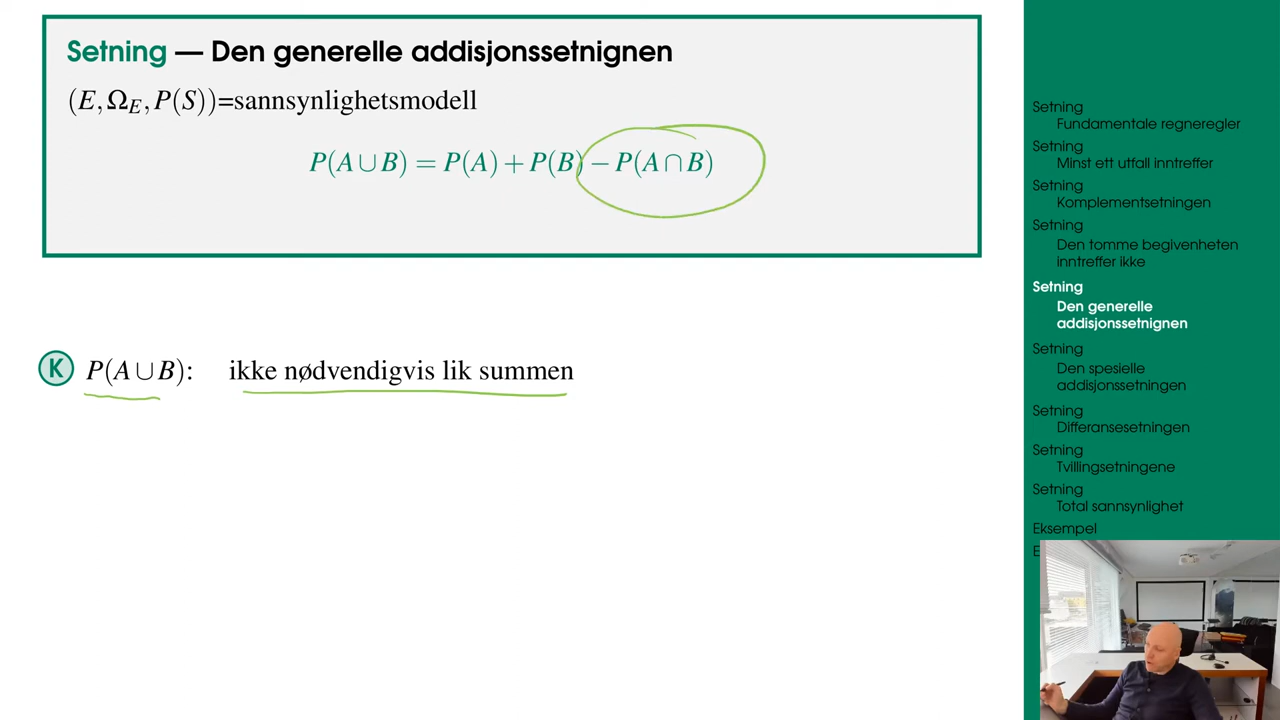 Setning — Den generelle addisjonssetnignen
(E, Ω_E, P(S))=sannsynlighetsmodell
P(A ∪ B) = P(A) + P(B) − P(A ∩ B)
K P(A ∪ B): ikke nødvendigvis lik summen
Setning
Fundamentale regneregler
Setning
Minst ett utfall inntreffer
Setning
Komplementsetningen
Setning
Den tomme begivenheten
inntreffer ikke
Setning
Den generelle
addisjonssetnignen
Setning
Den spesielle
addisjonssetningen
Setning
Differansesetningen
Setning
Tvillingsetningene
Setning
Total sannsynlighet
Eksempel